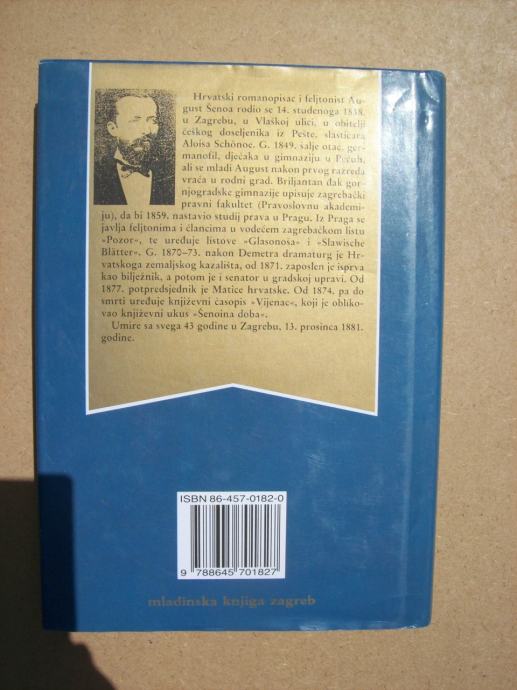 Hrvatski romanopisac i feljtonist Au-
gust Šenoa rodio se 14. studenoga 1838.
u Zagrebu, u Vlaškoj ulici, u obitelji
češkog doseljenika iz Pešte, slastičara
Aloisa Schönoe. G. 1849. šalje otac, ger-
manofil, dječaka u gimnaziju u Pečuh,
ali se mladi August nakon prvog razreda
vraća u rodni grad. Briljantan đak gor-
njogradske gimnazije upisuje zagrebački
pravni fakultet (Pravoslovnu akademi-
ju), da bi 1859. nastavio studij prava u Pragu. Iz Praga se
javlja feljtonima i člancima u vodećem zagrebačkom listu
»Pozor«, te uređuje listove »Glasonoša« i »Slawische
Blätter«. G. 1870–73. nakon Demetra dramaturg je Hr-
vatskoga zemaljskog kazališta, od 1871. zaposlen je isprva
kao bilježnik, a potom je i senator u gradskoj upravi. Od
1877. potpredsjednik je Matice hrvatske. Od 1874. pa do
smrti uređuje književni časopis »Vijenac«, koji je obliko-
vao književni ukus »Šenoina doba«.
Umire sa svega 43 godine u Zagrebu, 13. prosinca 1881.
godine.
ISBN 86-457-0182-0
9 788645 701827
mladinska knjiga zagreb